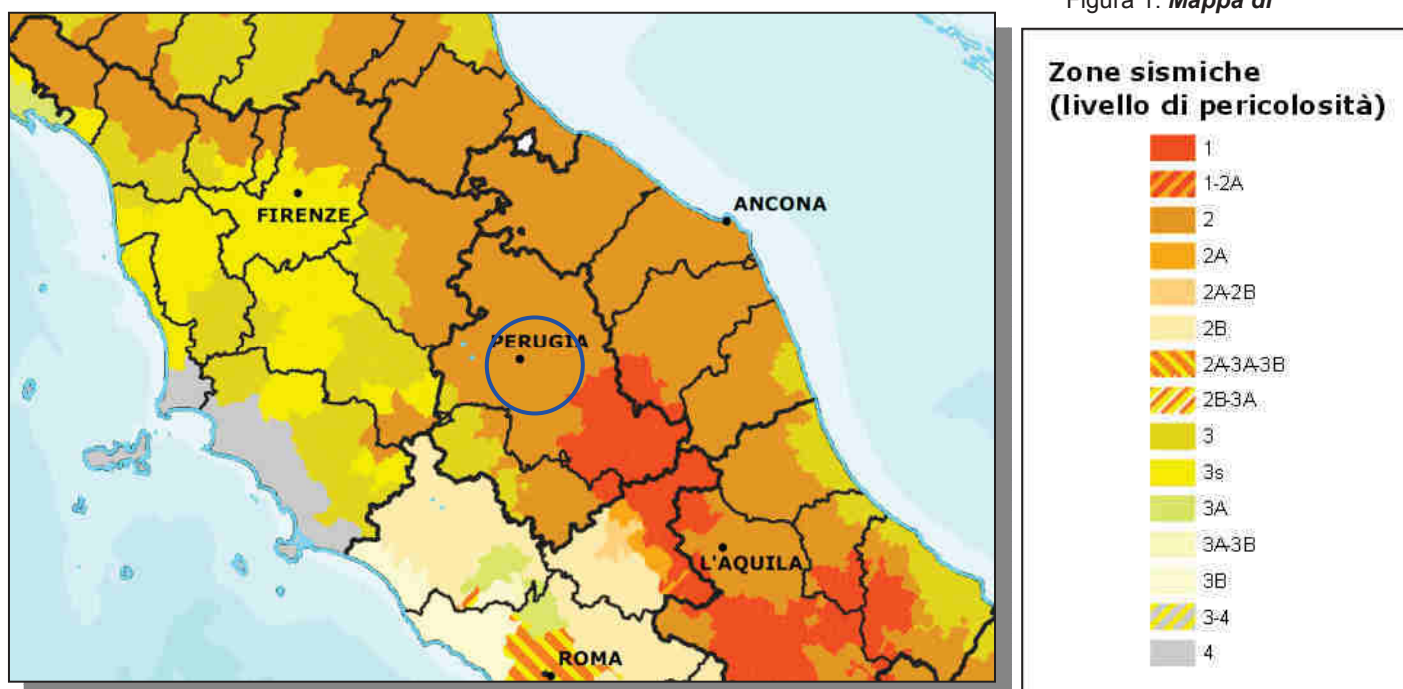 Figura 1. Mappa di
FIRENZE
ANCONA
PERUGIA
L'AQUILA
ROMA
Zone sismiche
(livello di pericolosità)
1
1-2A
2
2A
2A-2B
2B
2A-3A-3B
2B-3A
3
3s
3A
3A-3B
3B
3-4
4